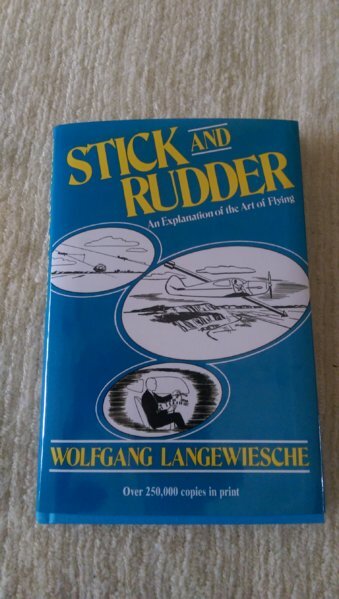 STICK AND
RUDDER
An Explanation of the Art of Flying
WOLFGANG LANGEWIESCHE
Over 250,000 copies in print